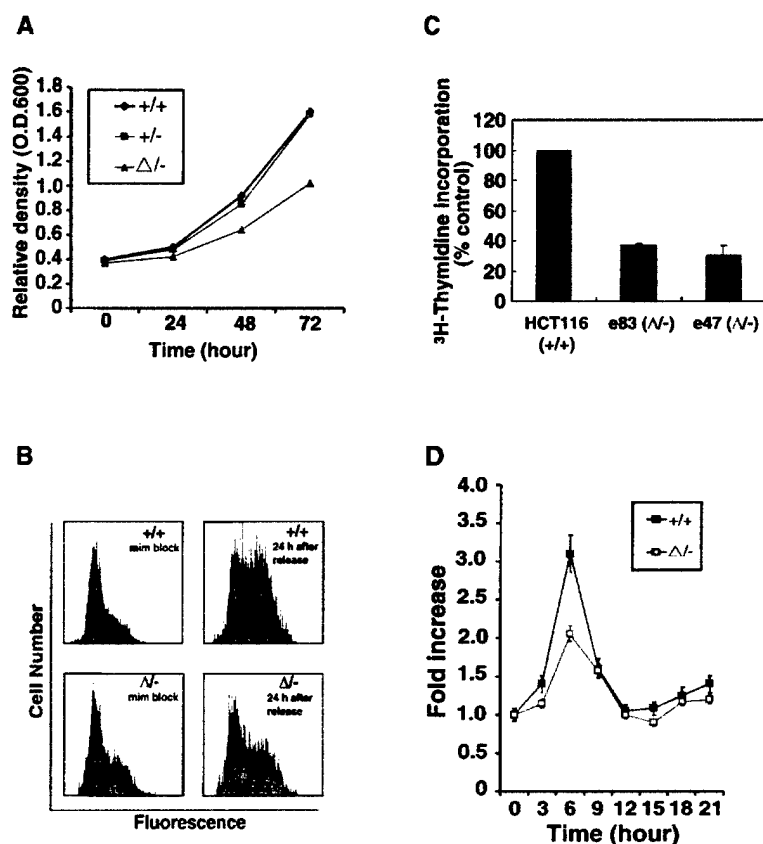 A
Relative density (O.D.600)
1.8
1.6
1.4
1.2
1.0
0.8
0.6
0.4
0.2
0
+/+
+/-
△/-
0 24 48 72
Time (hour)
C
³H-Thymidine incorporation
(% control)
120
100
80
60
40
20
0
HCT116
(+/+)
e83 (Λ/-)
e47 (Λ/-)
B
Cell Number
+/+
mim block
+/+
24 h after
release
Λ/-
mim block
Δ/-
24 h after
release
Fluorescence
D
Fold increase
4.0
3.5
3.0
2.5
2.0
1.5
1.0
0.5
0
+/+
△/-
0 3 6 9 12 15 18 21
Time (hour)